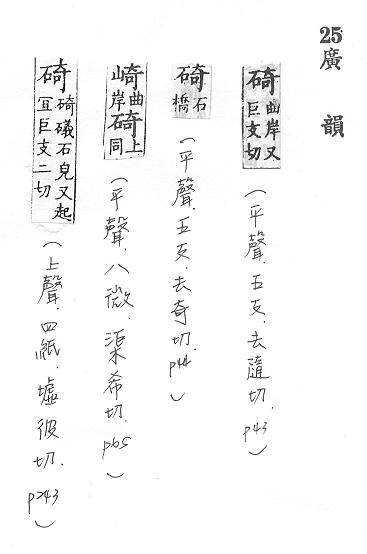 25廣韻
碕曲岸又巨支切
(平聲.五支.去隨切.p43)
碕石橋
(平聲.五支.去奇切.p44)
崎曲岸碕上同
(平聲.八微.渠希切.p65)
碕碕礒石皃又起宜巨支二切
(上聲.四紙.墟彼切.p243)